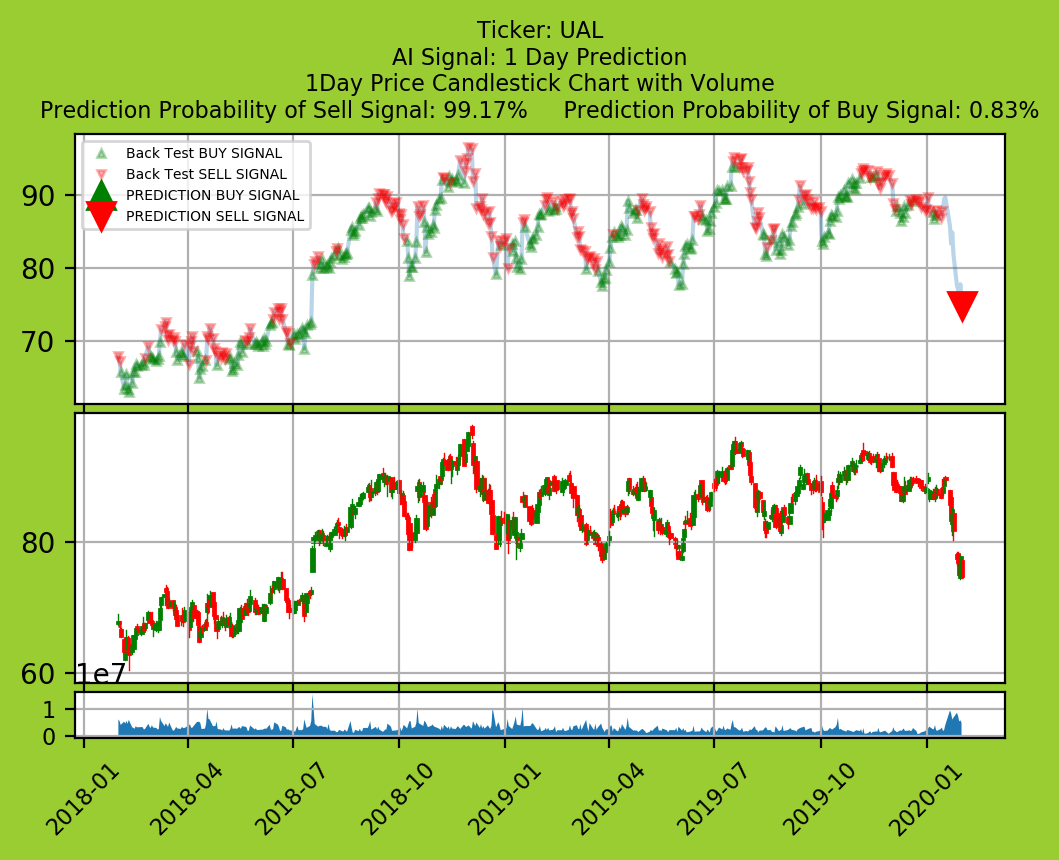 Ticker: UAL
AI Signal: 1 Day Prediction
1Day Price Candlestick Chart with Volume
Prediction Probability of Sell Signal: 99.17% Prediction Probability of Buy Signal: 0.83%
Back Test BUY SIGNAL
Back Test SELL SIGNAL
PREDICTION BUY SIGNAL
PREDICTION SELL SIGNAL
90
80
70
80
60
1e7
1
0
2018-01
2018-04
2018-07
2018-10
2019-01
2019-04
2019-07
2019-10
2020-01